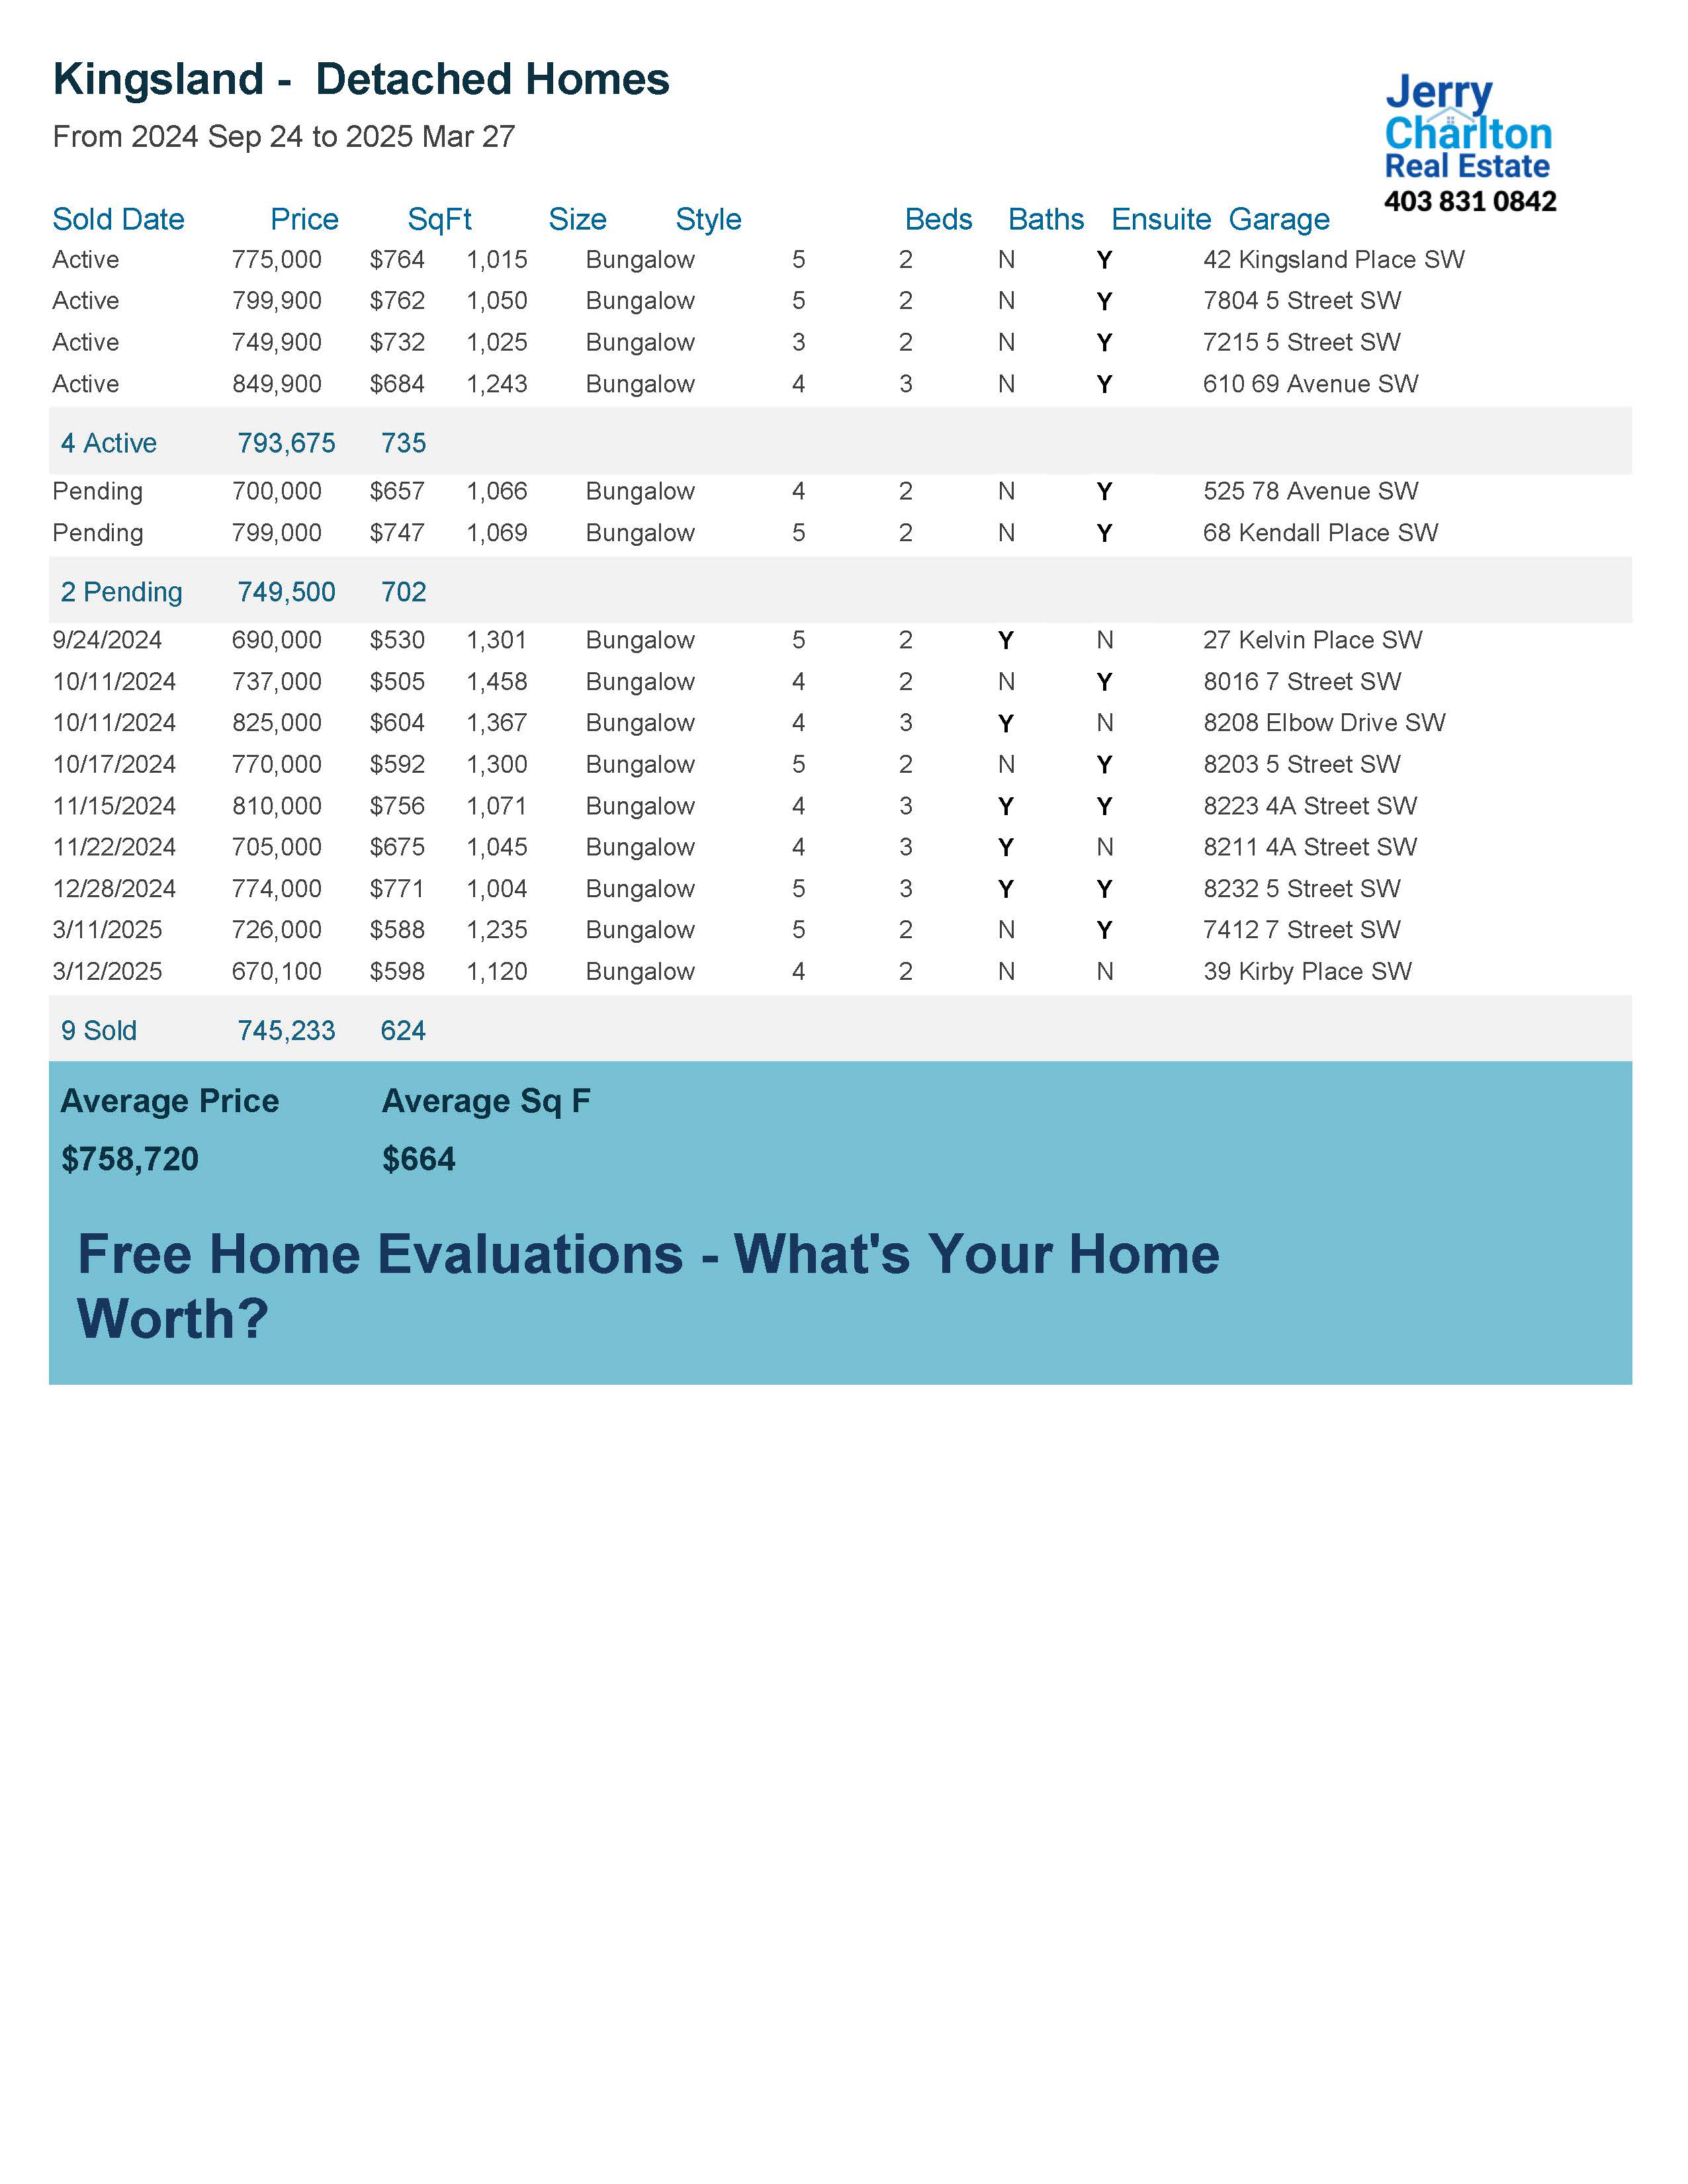 Kingsland - Detached Homes
From 2024 Sep 24 to 2025 Mar 27
Jerry
Charlton
Real Estate
403 831 0842
Sold Date Price SqFt Size Style Beds Baths Ensuite Garage
Active 775,000 $764 1,015 Bungalow 5 2 N Y 42 Kingsland Place SW
Active 799,900 $762 1,050 Bungalow 5 2 N Y 7804 5 Street SW
Active 749,900 $732 1,025 Bungalow 3 2 N Y 7215 5 Street SW
Active 849,900 $684 1,243 Bungalow 4 3 N Y 610 69 Avenue SW
4 Active 793,675 735
Pending 700,000 $657 1,066 Bungalow 4 2 N Y 525 78 Avenue SW
Pending 799,000 $747 1,069 Bungalow 5 2 N Y 68 Kendall Place SW
2 Pending 749,500 702
9/24/2024 690,000 $530 1,301 Bungalow 5 2 Y N 27 Kelvin Place SW
10/11/2024 737,000 $505 1,458 Bungalow 4 2 N Y 8016 7 Street SW
10/11/2024 825,000 $604 1,367 Bungalow 4 3 Y N 8208 Elbow Drive SW
10/17/2024 770,000 $592 1,300 Bungalow 5 2 N Y 8203 5 Street SW
11/15/2024 810,000 $756 1,071 Bungalow 4 3 Y Y 8223 4A Street SW
11/22/2024 705,000 $675 1,045 Bungalow 4 3 Y N 8211 4A Street SW
12/28/2024 774,000 $771 1,004 Bungalow 5 3 Y Y 8232 5 Street SW
3/11/2025 726,000 $588 1,235 Bungalow 5 2 N Y 7412 7 Street SW
3/12/2025 670,100 $598 1,120 Bungalow 4 2 N N 39 Kirby Place SW
9 Sold 745,233 624
Average Price Average Sq F
$758,720 $664
Free Home Evaluations - What's Your Home
Worth?